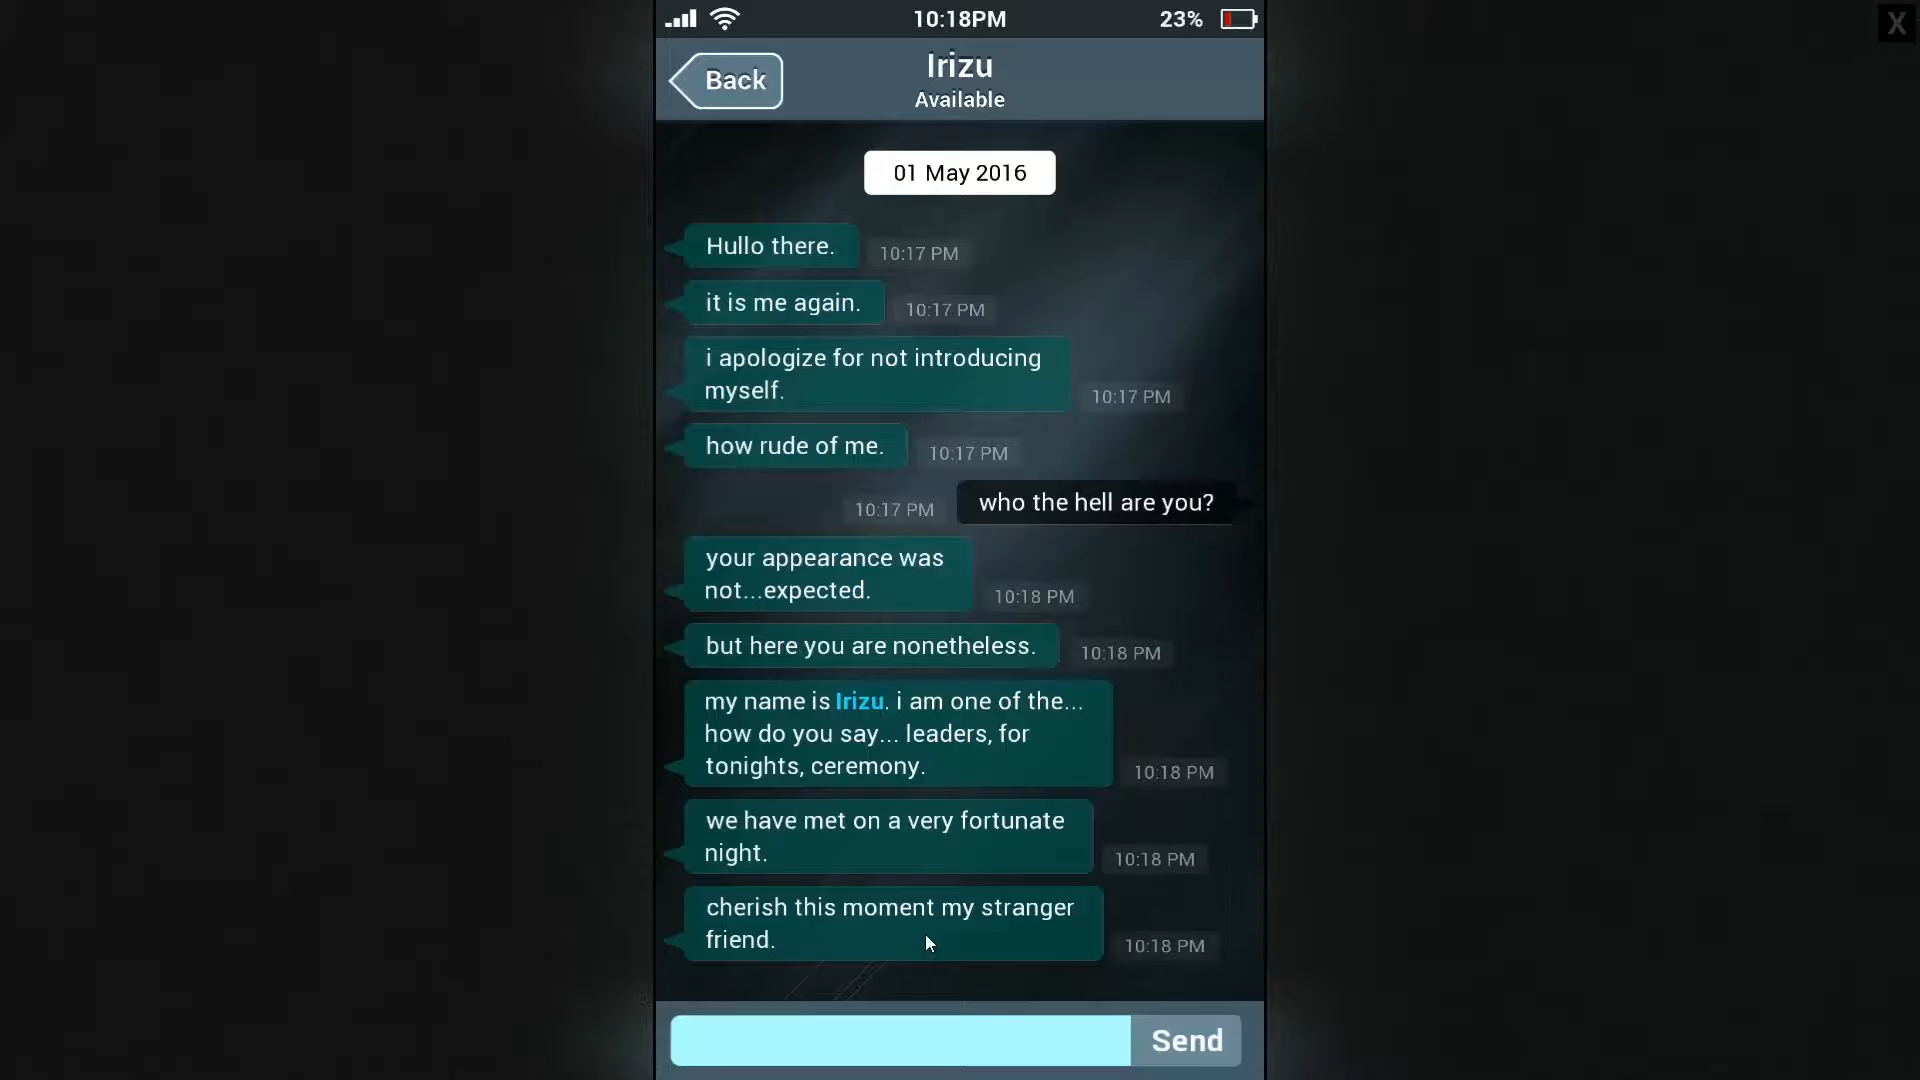 10:18PM 23%
X
Back
Irizu
Available
01 May 2016
Hullo there. 10:17 PM
it is me again. 10:17 PM
i apologize for not introducing
myself. 10:17 PM
how rude of me. 10:17 PM
10:17 PM who the hell are you?
your appearance was
not...expected. 10:18 PM
but here you are nonetheless. 10:18 PM
my name is Irizu. i am one of the...
how do you say... leaders, for
tonights, ceremony. 10:18 PM
we have met on a very fortunate
night. 10:18 PM
cherish this moment my stranger
friend. 10:18 PM
Send